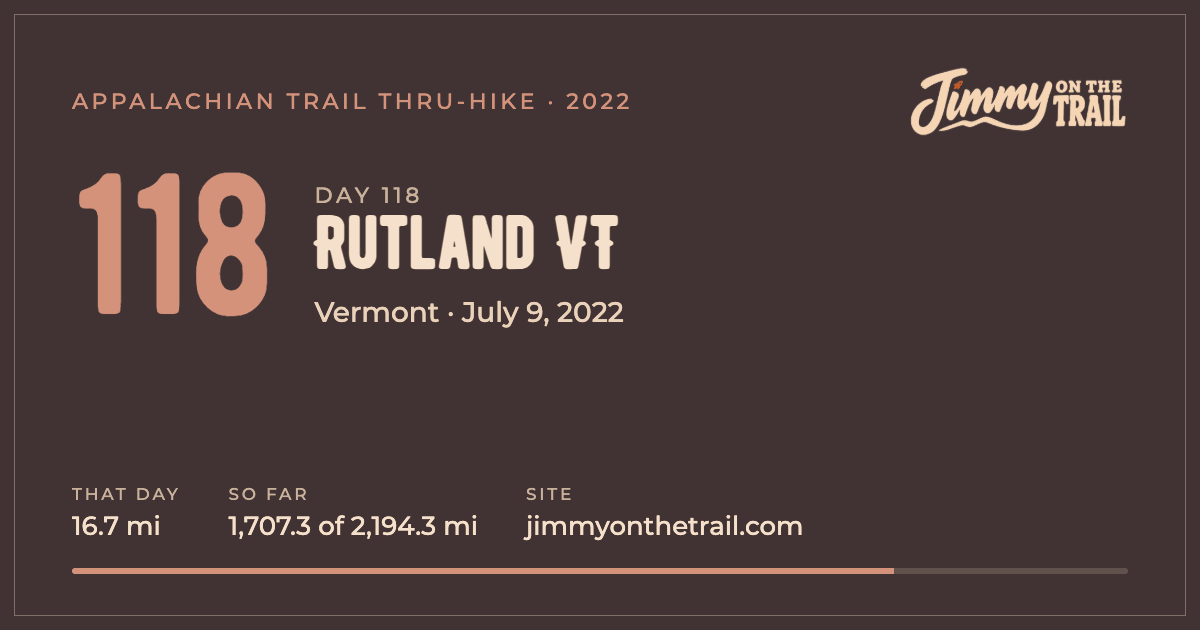 APPALACHIAN TRAIL THRU-HIKE · 2022
Jimmy ON THE TRAIL
118
DAY 118
RUTLAND VT
Vermont · July 9, 2022
THAT DAY
16.7 mi
SO FAR
1,707.3 of 2,194.3 mi
SITE
jimmyonthetrail.com